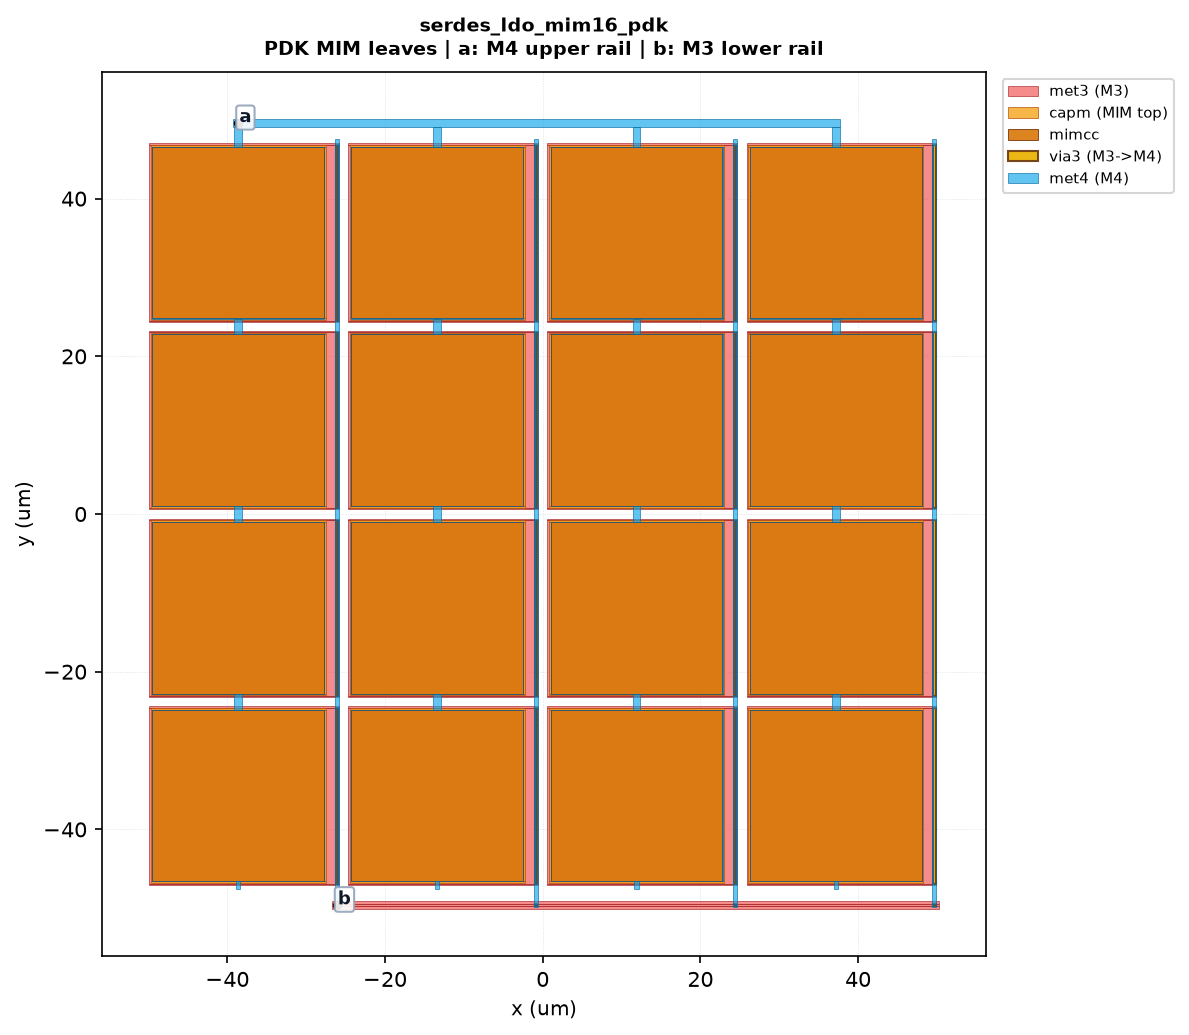 serdes_ldo_mim16_pdk
PDK MIM leaves | a: M4 upper rail | b: M3 lower rail
a
b
met3 (M3)
capm (MIM top)
mimcc
via3 (M3->M4)
met4 (M4)
40
20
0
−20
−40
y (um)
−40 −20 0 20 40
x (um)